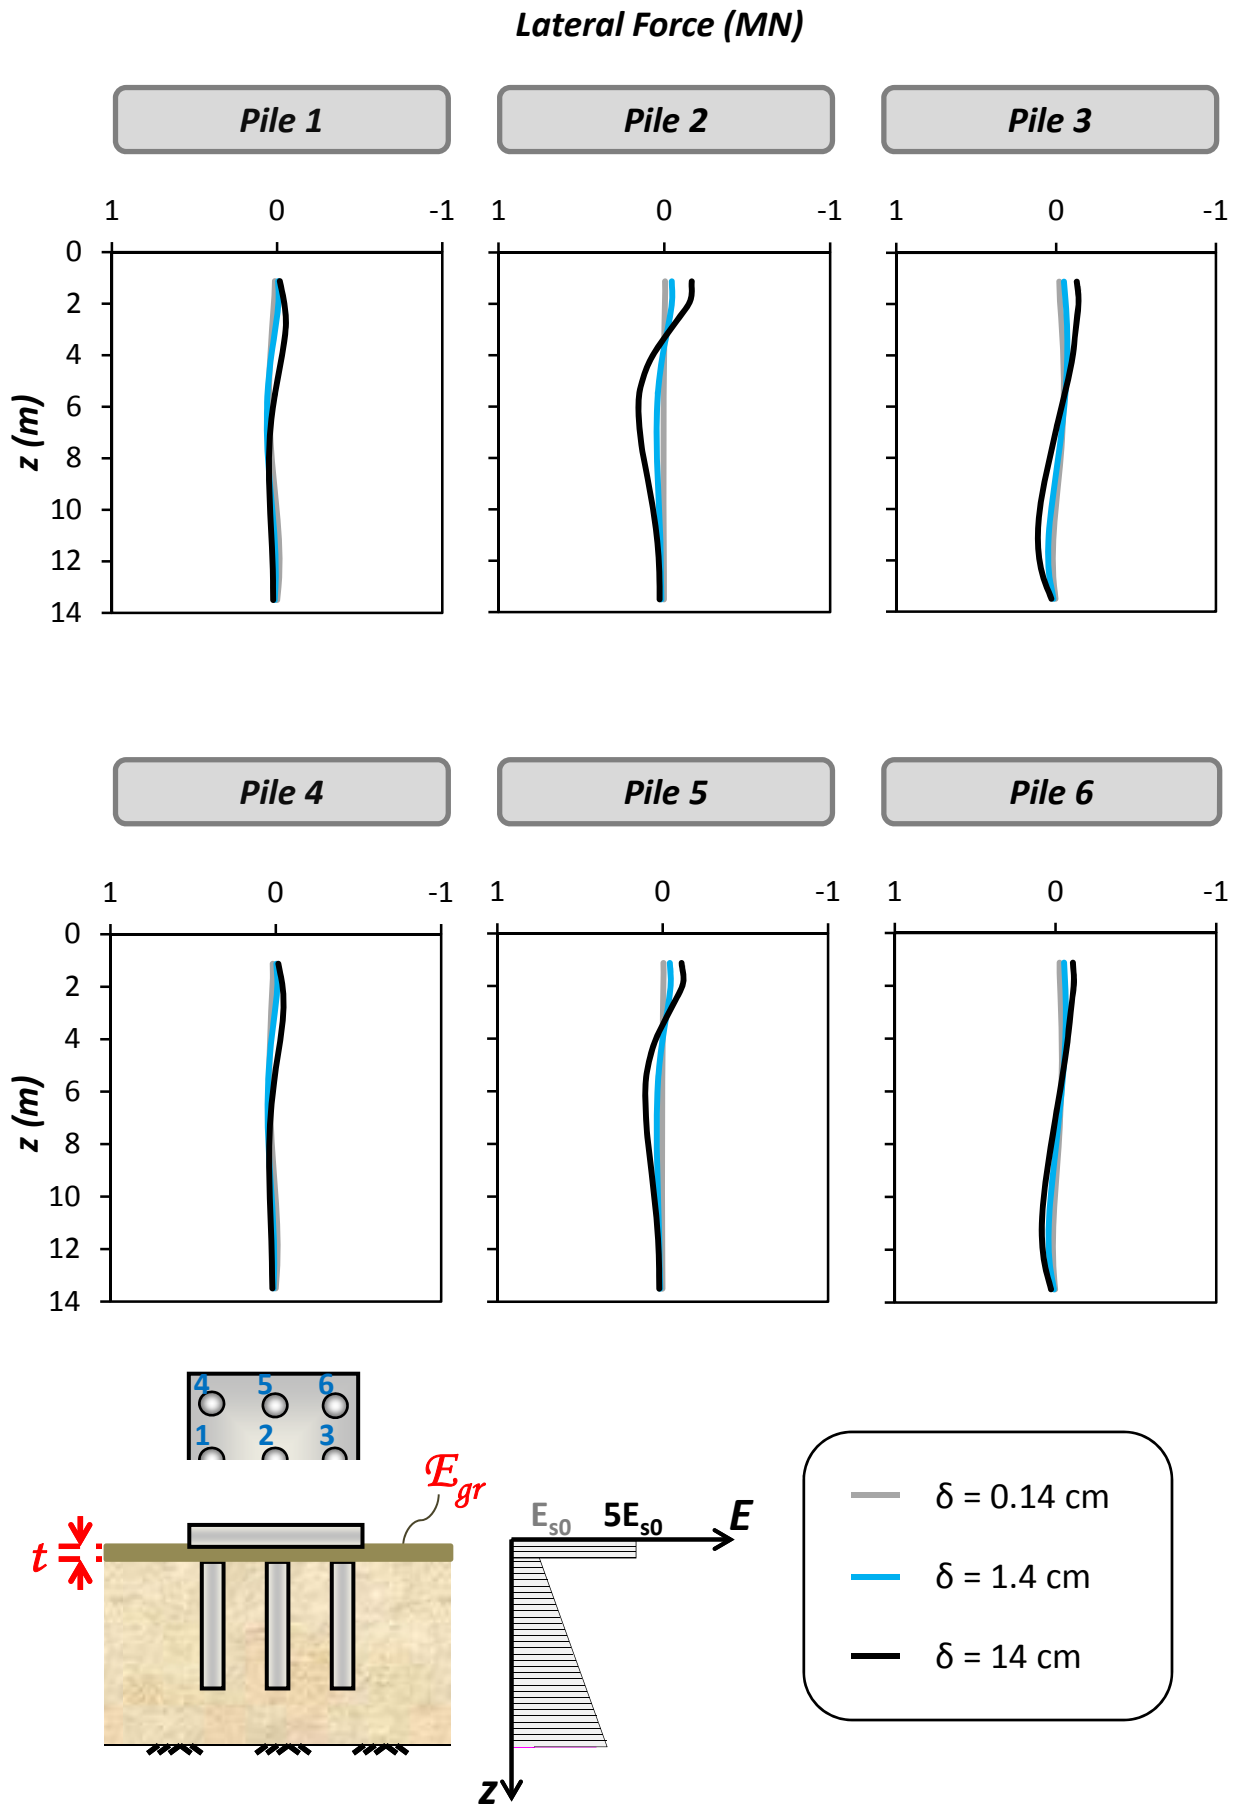 Lateral Force (MN)
Pile 1
Pile 2
Pile 3
1 0 -1
1 0 -1
1 0 -1
0
2
4
6
8
10
12
14
z (m)
Pile 4
Pile 5
Pile 6
1 0 -1
1 0 -1
1 0 -1
0
2
4
6
8
10
12
14
z (m)
4 5 6
1 2 3
E_gr
t
E_s0 5E_s0 E
z
δ = 0.14 cm
δ = 1.4 cm
δ = 14 cm